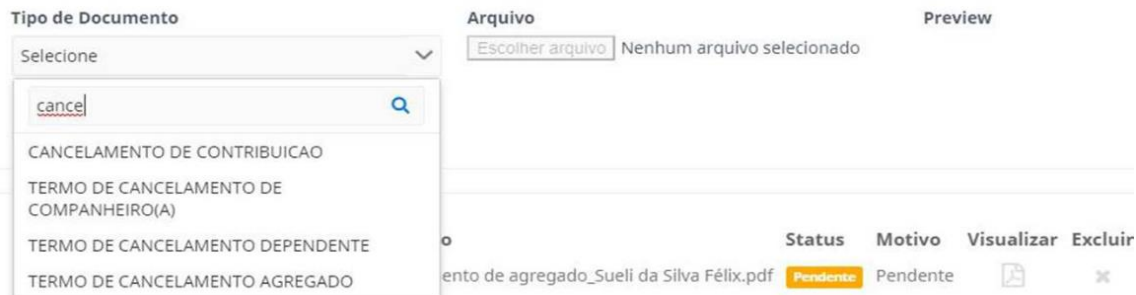 Tipo de Documento Arquivo Preview
Selecione Escolher arquivo Nenhum arquivo selecionado
cance
CANCELAMENTO DE CONTRIBUICAO
TERMO DE CANCELAMENTO DE
COMPANHEIRO(A)
TERMO DE CANCELAMENTO DEPENDENTE o Status Motivo Visualizar Excluir
TERMO DE CANCELAMENTO AGREGADO ento de agregado_Sueli da Silva Félix.pdf Pendente Pendente